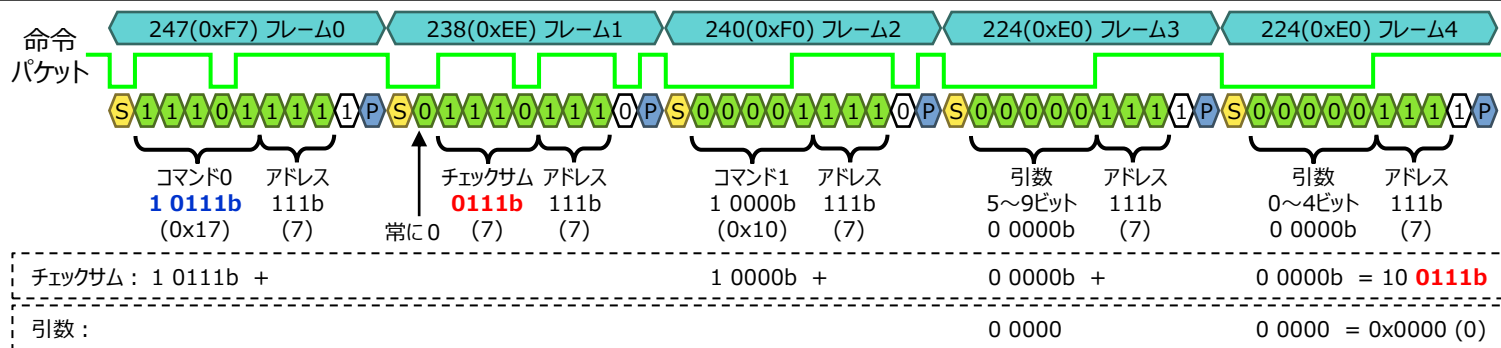 247(0xF7) フレーム0 238(0xEE) フレーム1 240(0xF0) フレーム2 224(0xE0) フレーム3 224(0xE0) フレーム4
命令
パケット
S 1 1 1 0 1 1 1 1 1 P S 0 1 1 1 0 1 1 1 0 P S 0 0 0 0 1 1 1 1 0 P S 0 0 0 0 0 1 1 1 1 P S 0 0 0 0 0 1 1 1 1 P
コマンド0 アドレス チェックサム アドレス コマンド1 アドレス 引数 アドレス 引数 アドレス
1 0111b 111b 0111b 111b 1 0000b 111b 5～9ビット 111b 0～4ビット 111b
(0x17) (7) 常に0 (7) (7) (0x10) (7) 0 0000b (7) 0 0000b (7)
チェックサム : 1 0111b + 1 0000b + 0 0000b + 0 0000b = 10 0111b
引数 : 0 0000 0 0000 = 0x0000 (0)